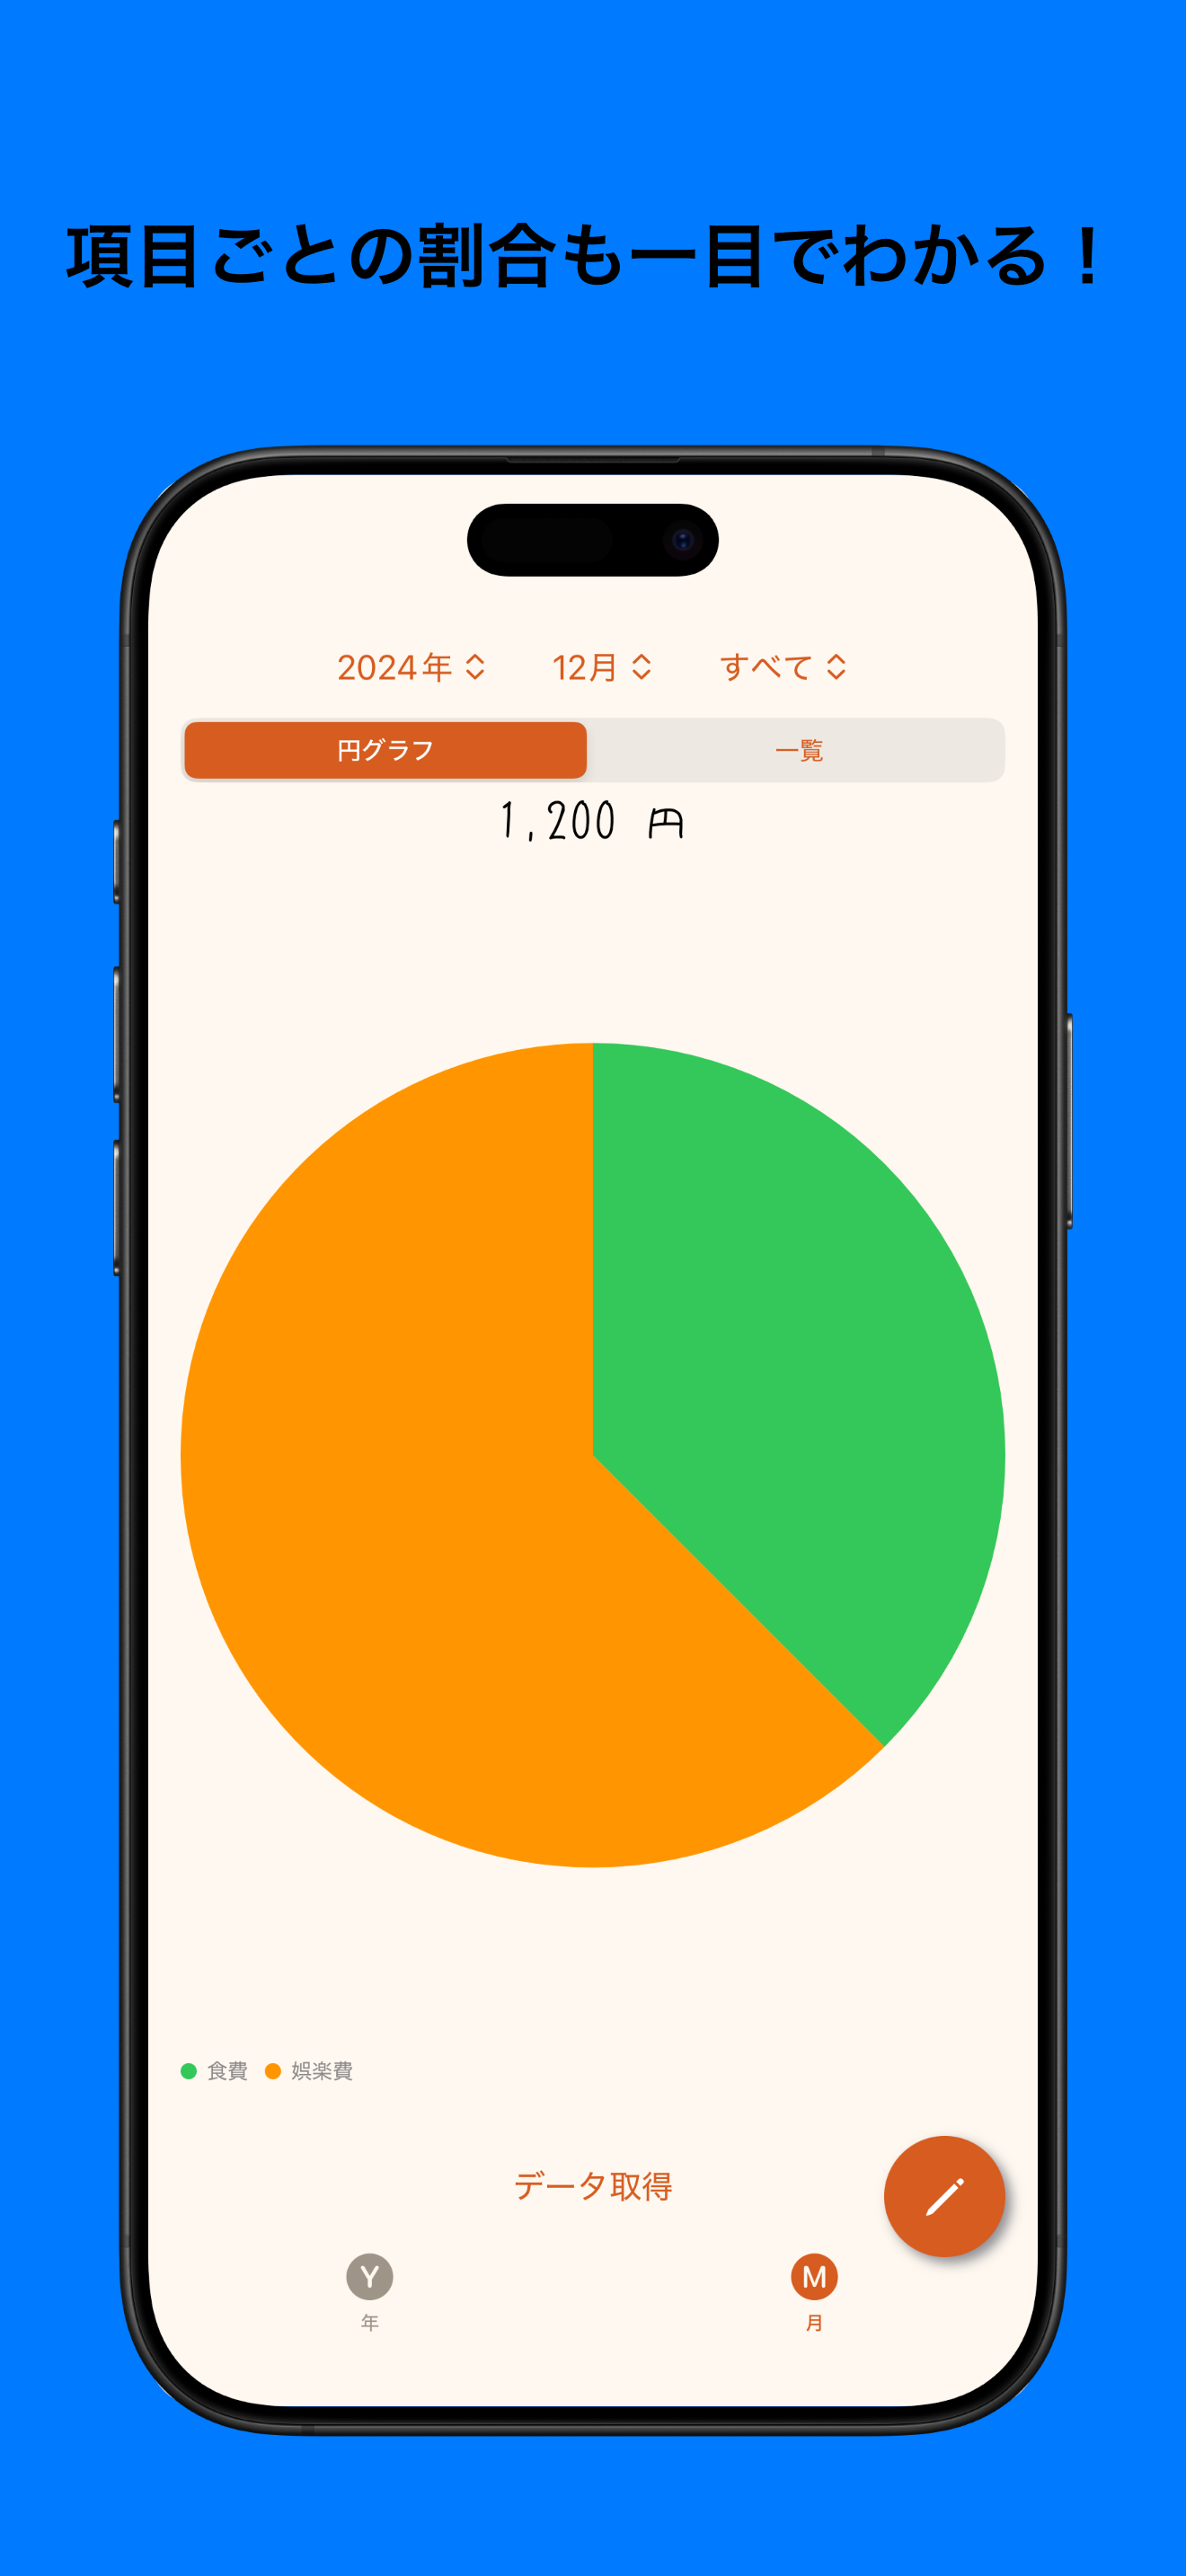 項目ごとの割合も一目でわかる！
2024年 12月 すべて
円グラフ 一覧
1,200 円
食費 娯楽費
データ取得
Y M
年 月